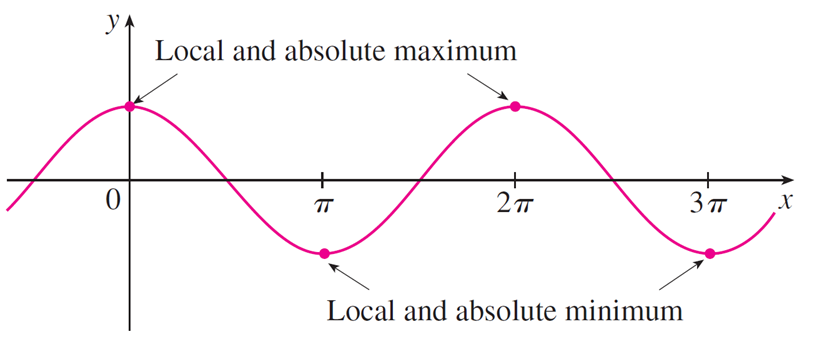 y
Local and absolute maximum
0 π 2π 3π x
Local and absolute minimum